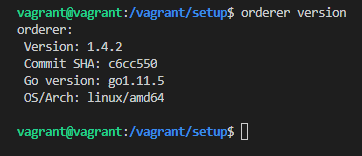 vagrant@vagrant:/vagrant/setup$ orderer version
orderer:
 Version: 1.4.2
 Commit SHA: c6cc550
 Go version: go1.11.5
 OS/Arch: linux/amd64
vagrant@vagrant:/vagrant/setup$